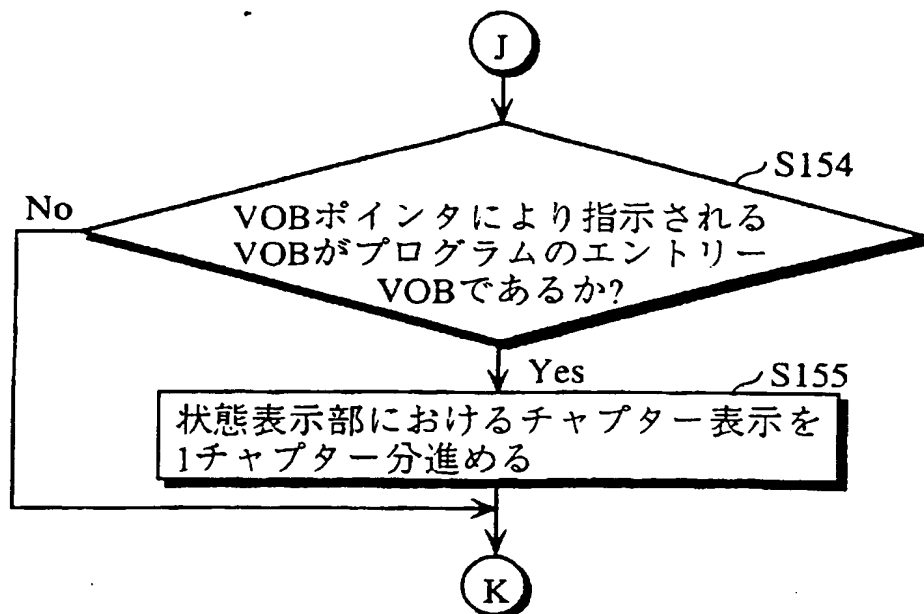 J
S154
No
VOBポインタにより指示される
VOBがプログラムのエントリー
VOBであるか?
Yes
S155
状態表示部におけるチャプター表示を
1チャプター分進める
K